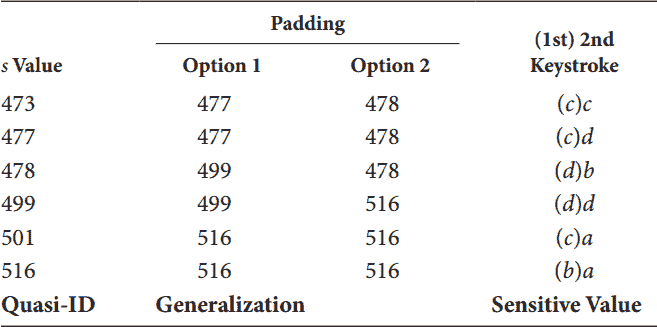 Padding
(1st) 2nd
s Value Option 1 Option 2 Keystroke
473 477 478 (c)c
477 477 478 (c)d
478 499 478 (d)b
499 499 516 (d)d
501 516 516 (c)a
516 516 516 (b)a
Quasi-ID Generalization Sensitive Value